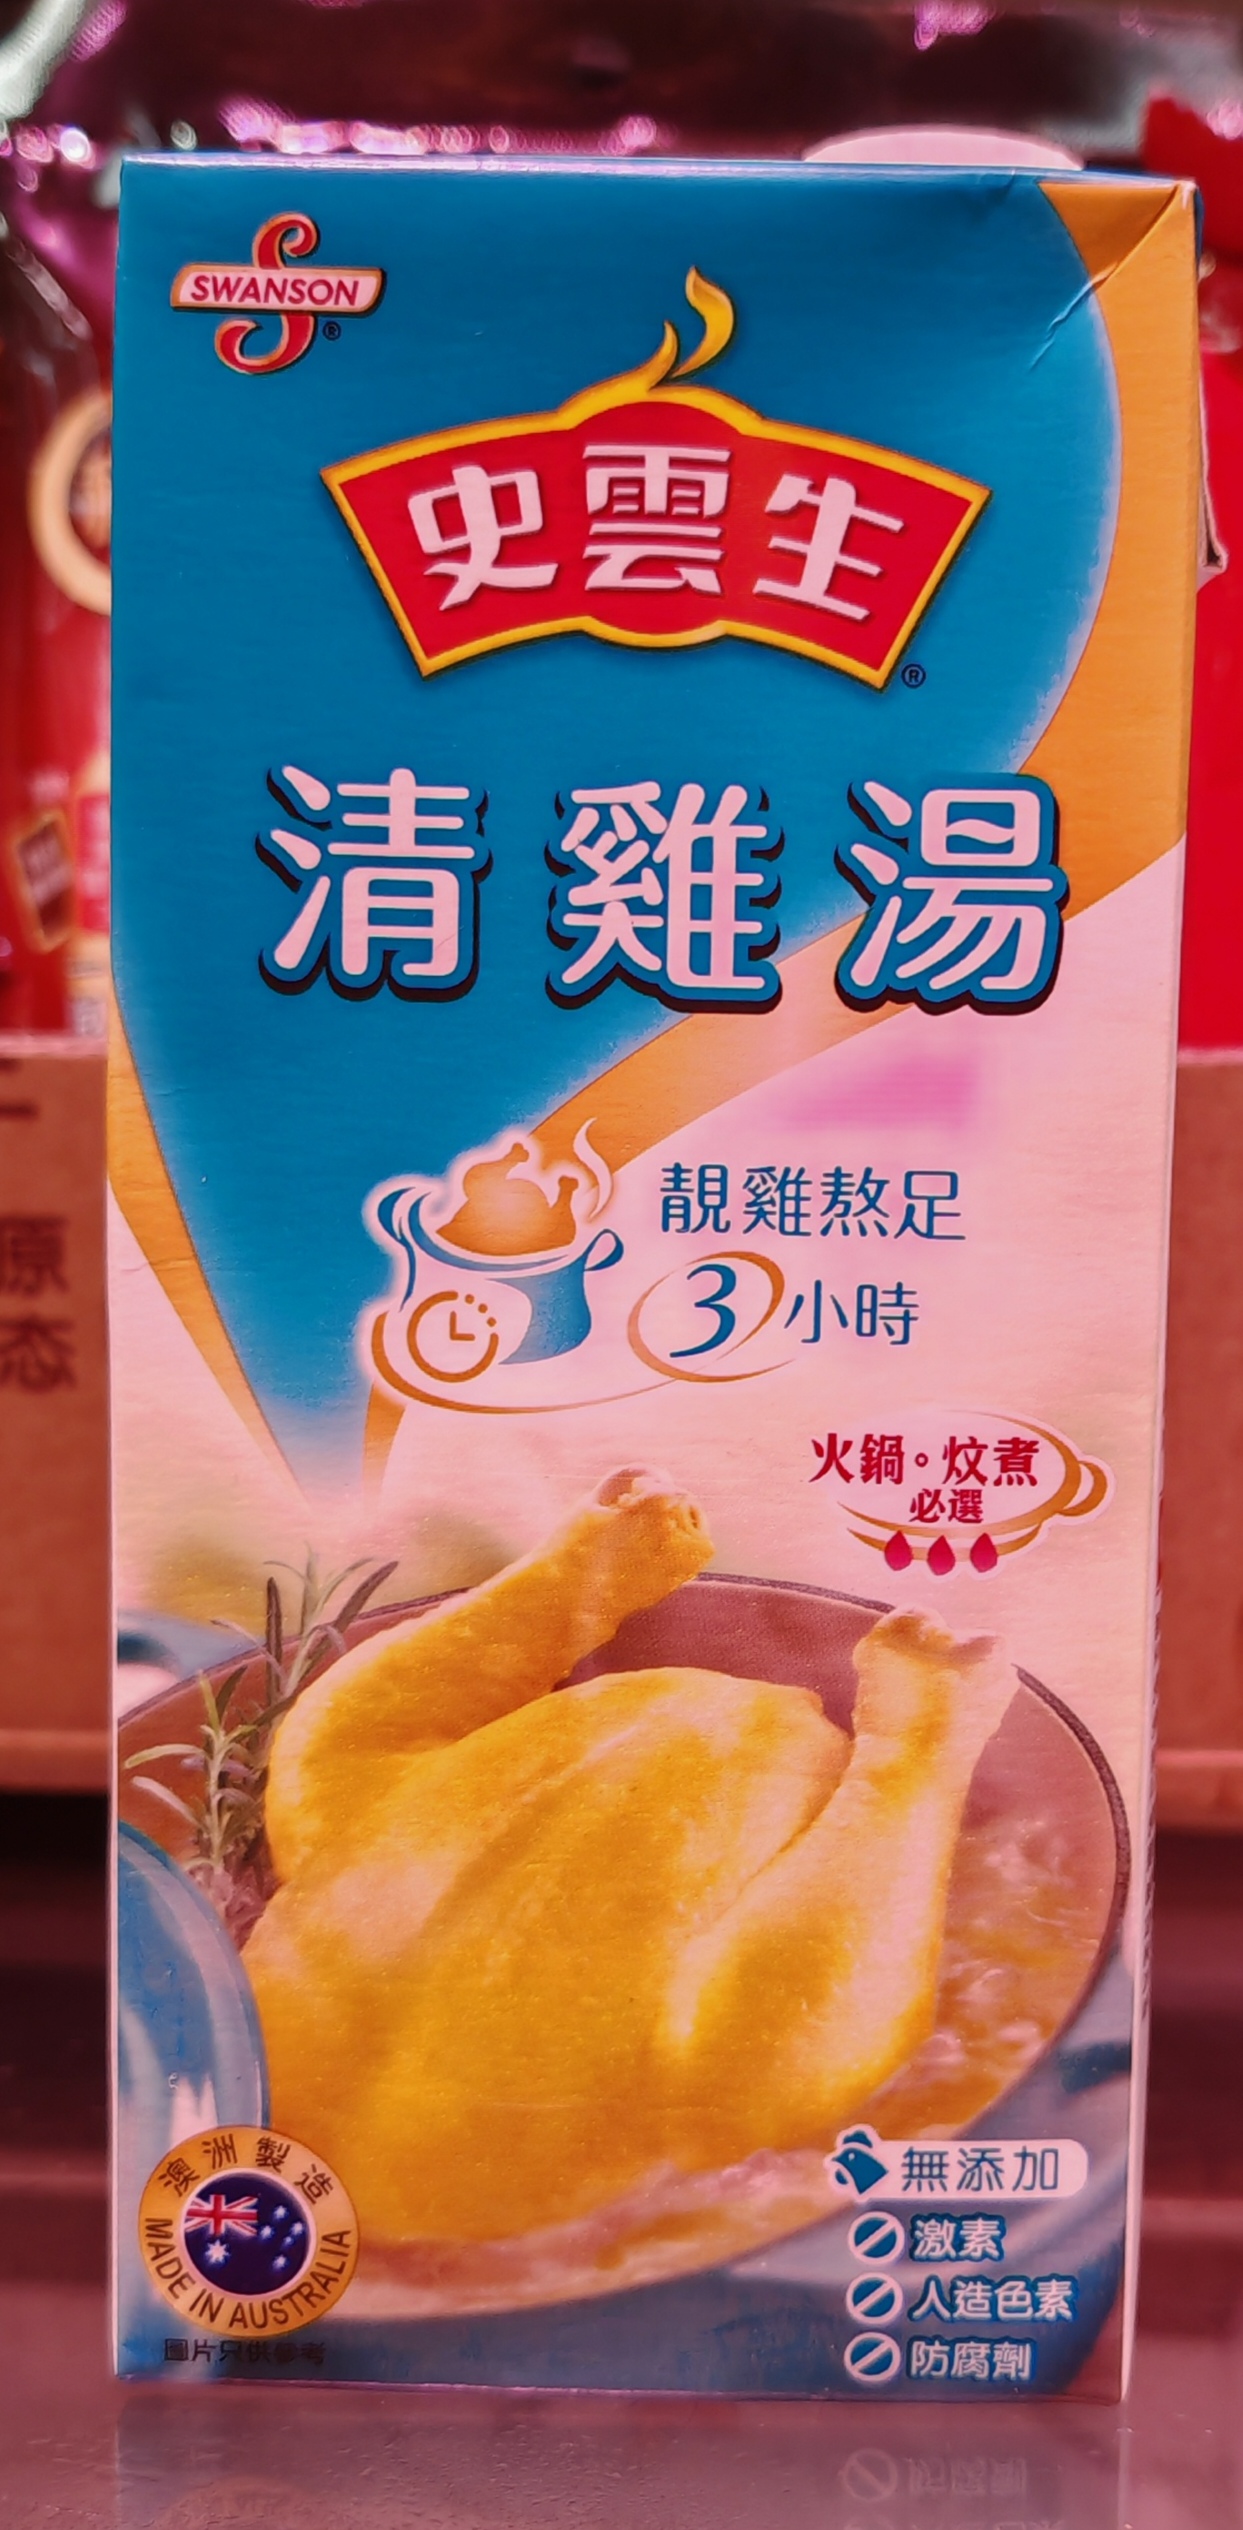 SWANSON
®
史雲生
®
清雞湯
靚雞熬足
3小時
火鍋。炆煮
必選
無添加
激素
人造色素
防腐劑
澳洲製造
MADE IN AUSTRALIA
圖片只供參考
原
态